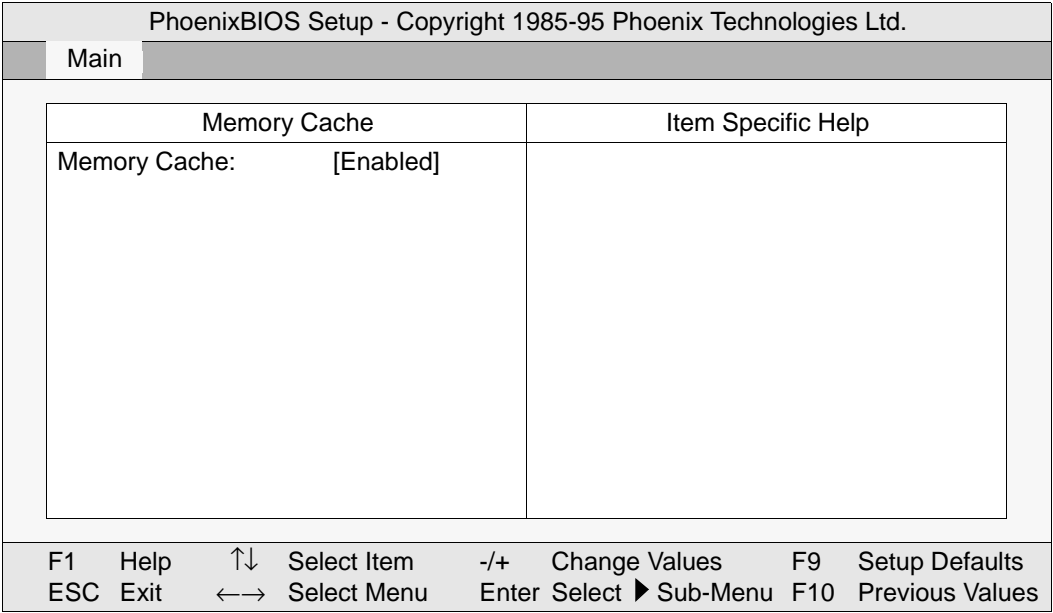 PhoenixBIOS Setup - Copyright 1985-95 Phoenix Technologies Ltd.
Main
Memory Cache
Item Specific Help
Memory Cache: [Enabled]
F1 Help ↑↓ Select Item -/+ Change Values F9 Setup Defaults
ESC Exit ←→ Select Menu Enter Select ▶ Sub-Menu F10 Previous Values